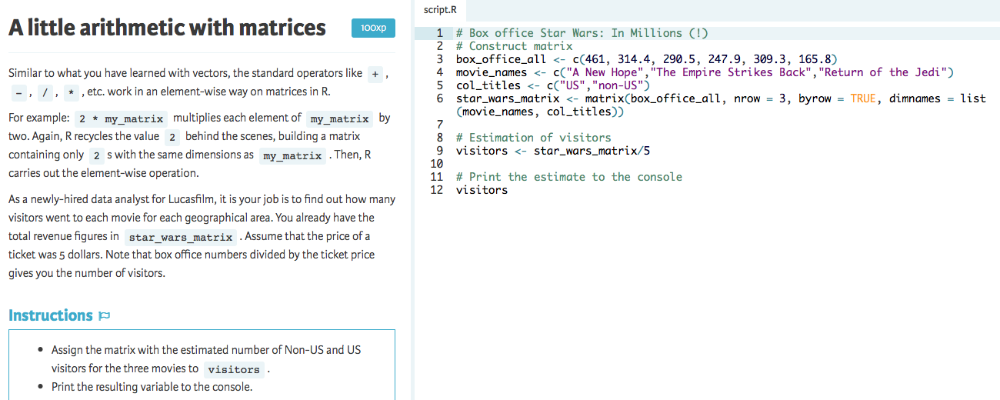 A little arithmetic with matrices
100xp
Similar to what you have learned with vectors, the standard operators like + ,
- , / , * , etc. work in an element-wise way on matrices in R.
For example: 2 * my_matrix multiplies each element of my_matrix by
two. Again, R recycles the value 2 behind the scenes, building a matrix
containing only 2 s with the same dimensions as my_matrix . Then, R
carries out the element-wise operation.
As a newly-hired data analyst for Lucasfilm, it is your job is to find out how many
visitors went to each movie for each geographical area. You already have the
total revenue figures in star_wars_matrix . Assume that the price of a
ticket was 5 dollars. Note that box office numbers divided by the ticket price
gives you the number of visitors.
Instructions
• Assign the matrix with the estimated number of Non-US and US
visitors for the three movies to visitors .
• Print the resulting variable to the console.
script.R
1 # Box office Star Wars: In Millions (!)
2 # Construct matrix
3 box_office_all <- c(461, 314.4, 290.5, 247.9, 309.3, 165.8)
4 movie_names <- c("A New Hope","The Empire Strikes Back","Return of the Jedi")
5 col_titles <- c("US","non-US")
6 star_wars_matrix <- matrix(box_office_all, nrow = 3, byrow = TRUE, dimnames = list
(movie_names, col_titles))
7
8 # Estimation of visitors
9 visitors <- star_wars_matrix/5
10
11 # Print the estimate to the console
12 visitors